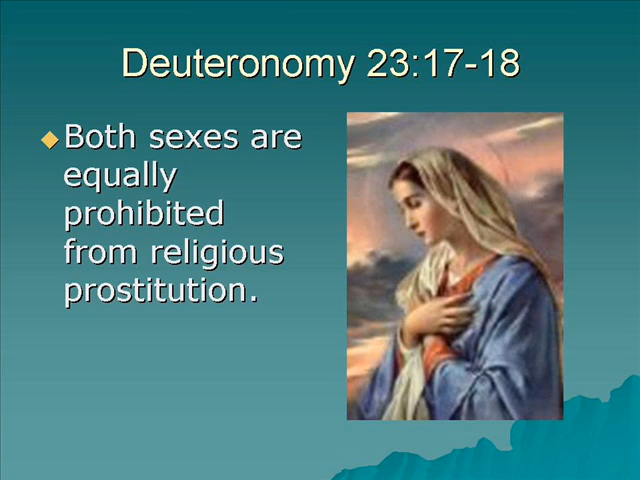 Deuteronomy 23:17-18
Both sexes are
equally
prohibited
from religious
prostitution.